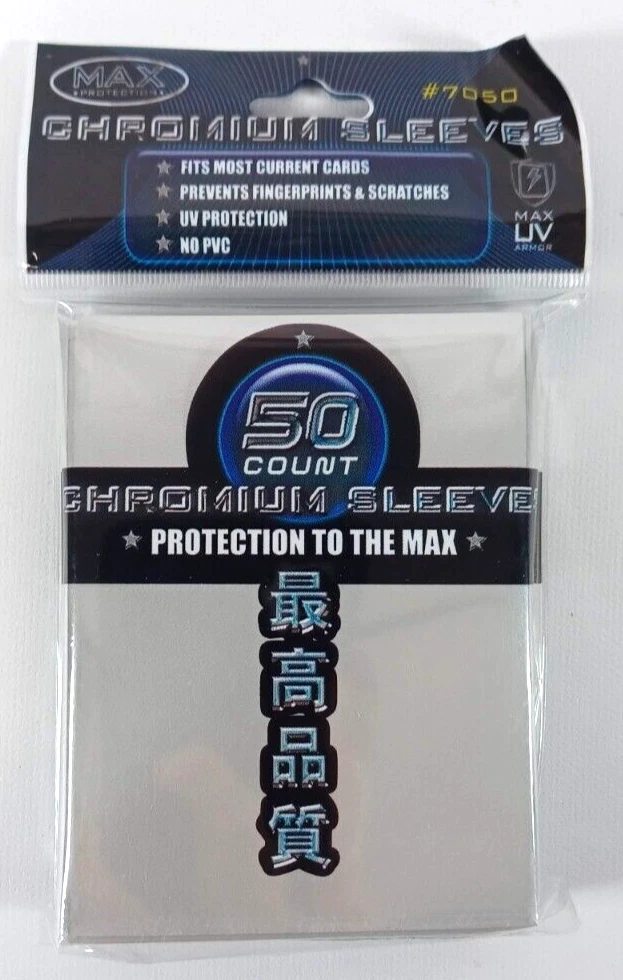 MAX
PROTECTION
#7050
CHROMIUM SLEEVES
FITS MOST CURRENT CARDS
PREVENTS FINGERPRINTS & SCRATCHES
UV PROTECTION
NO PVC
MAX
UV
ARMOR
50
COUNT
CHROMIUM SLEEVE
PROTECTION TO THE MAX
最
高
品
質